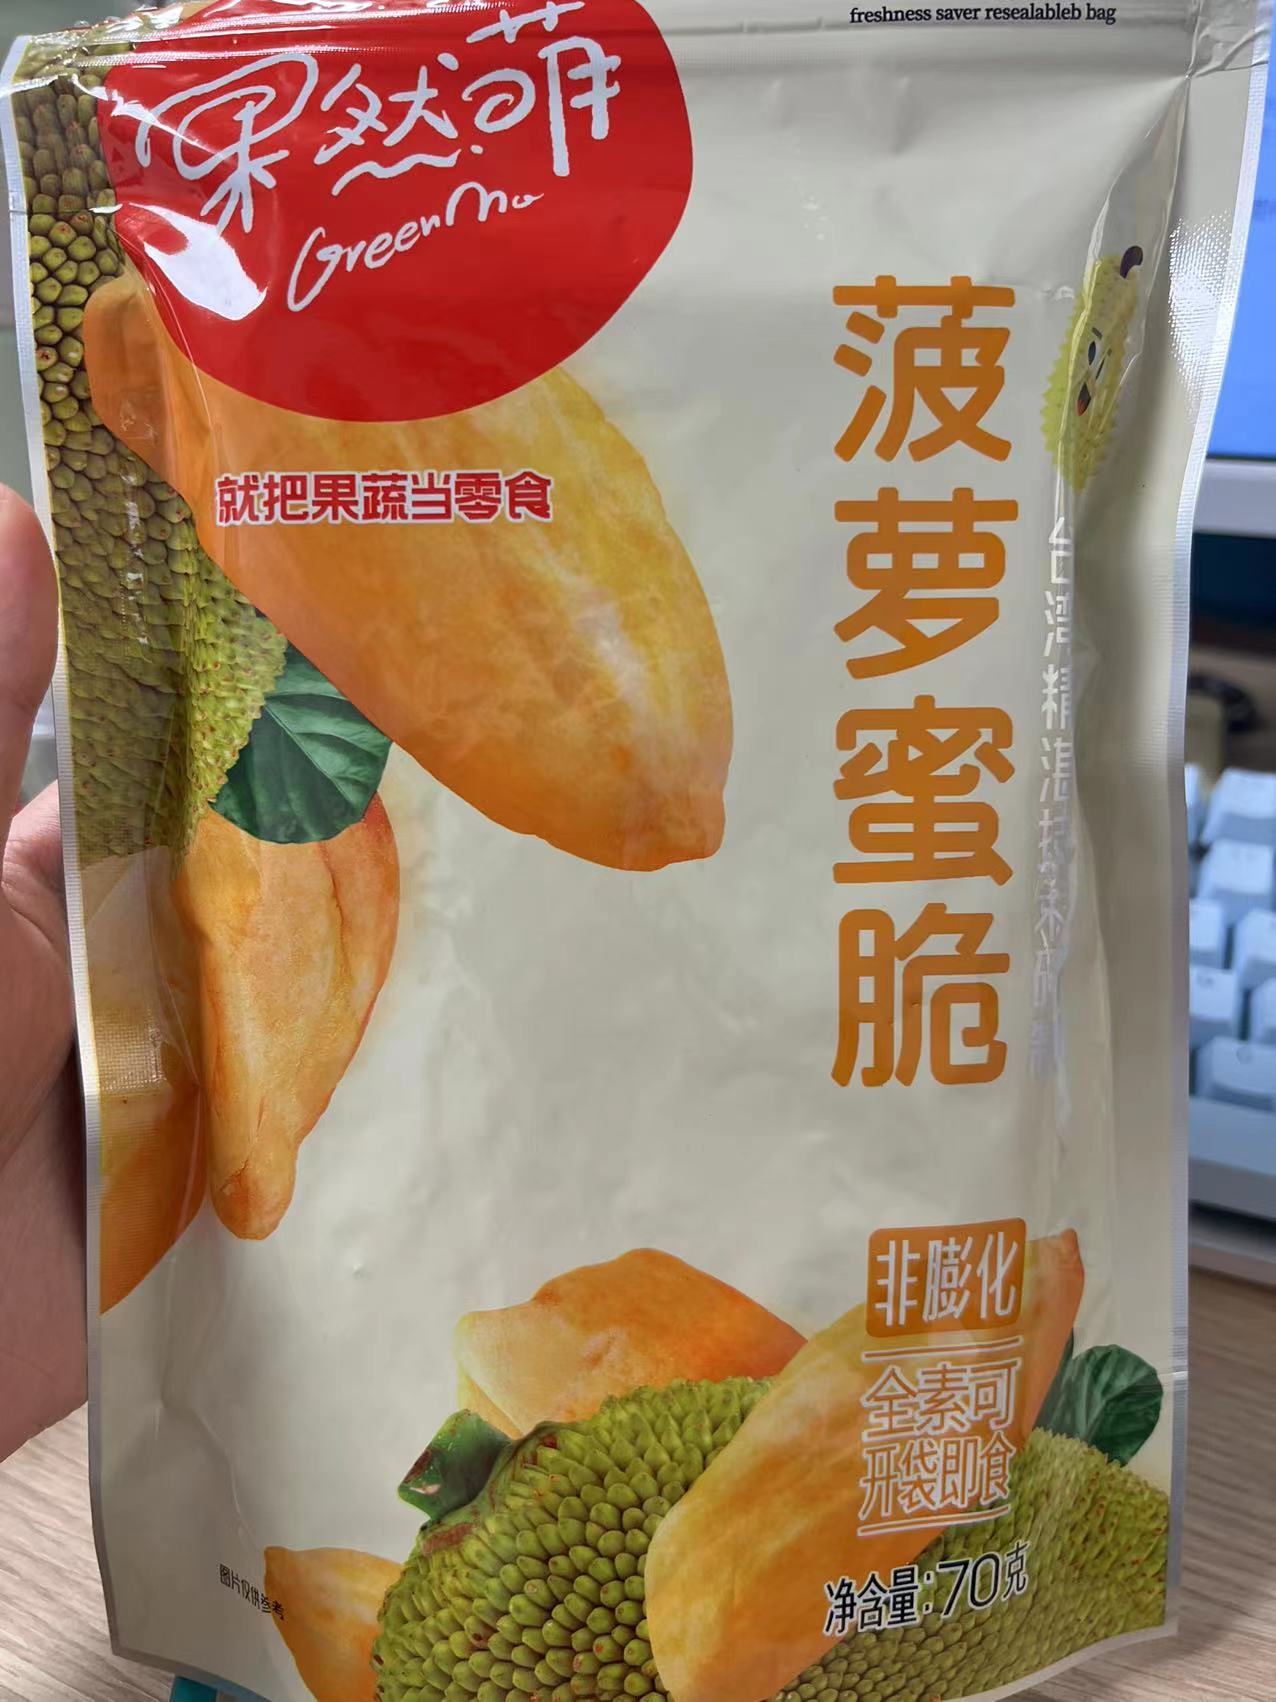 freshness saver resealableb bag
果然萌
GreenMo
就把果蔬当零食
菠萝蜜脆
非膨化
全素可
开袋即食
净含量:70克
图片仅供参考